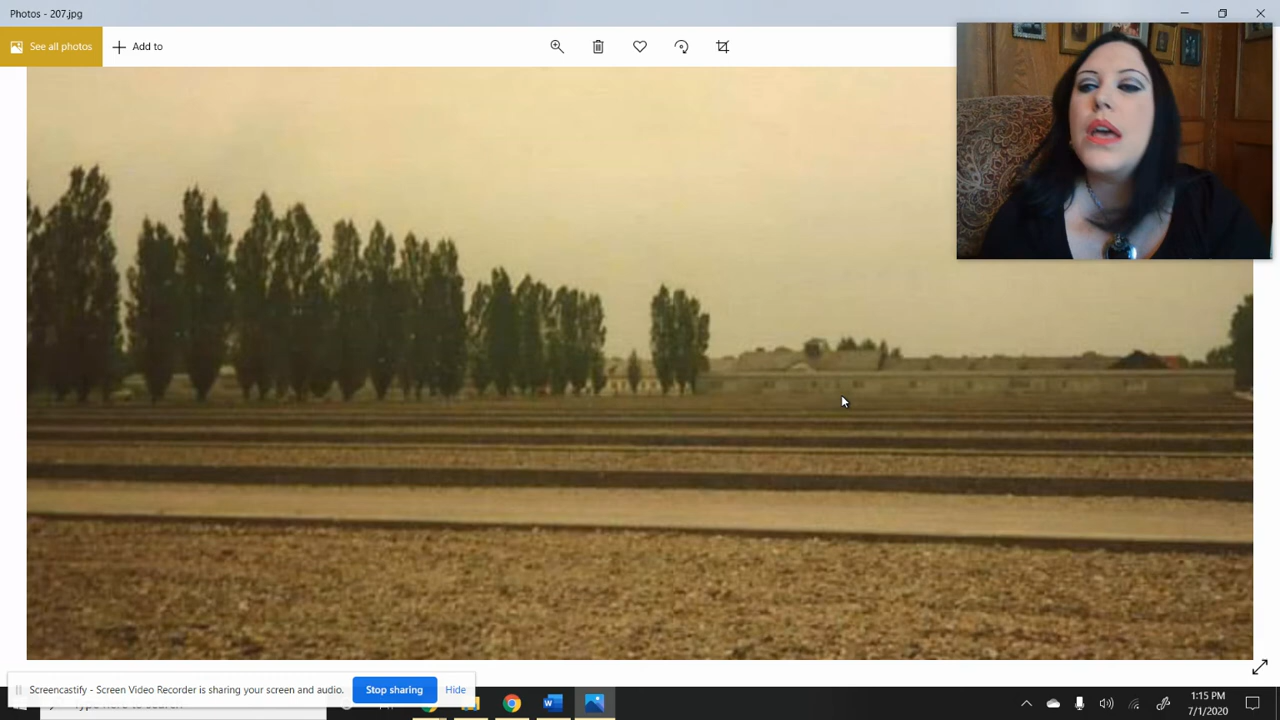 Photos - 207.jpg
See all photos
Add to
Screencastify - Screen Video Recorder is sharing your screen and audio.
Stop sharing
Hide
1:15 PM
7/1/2020